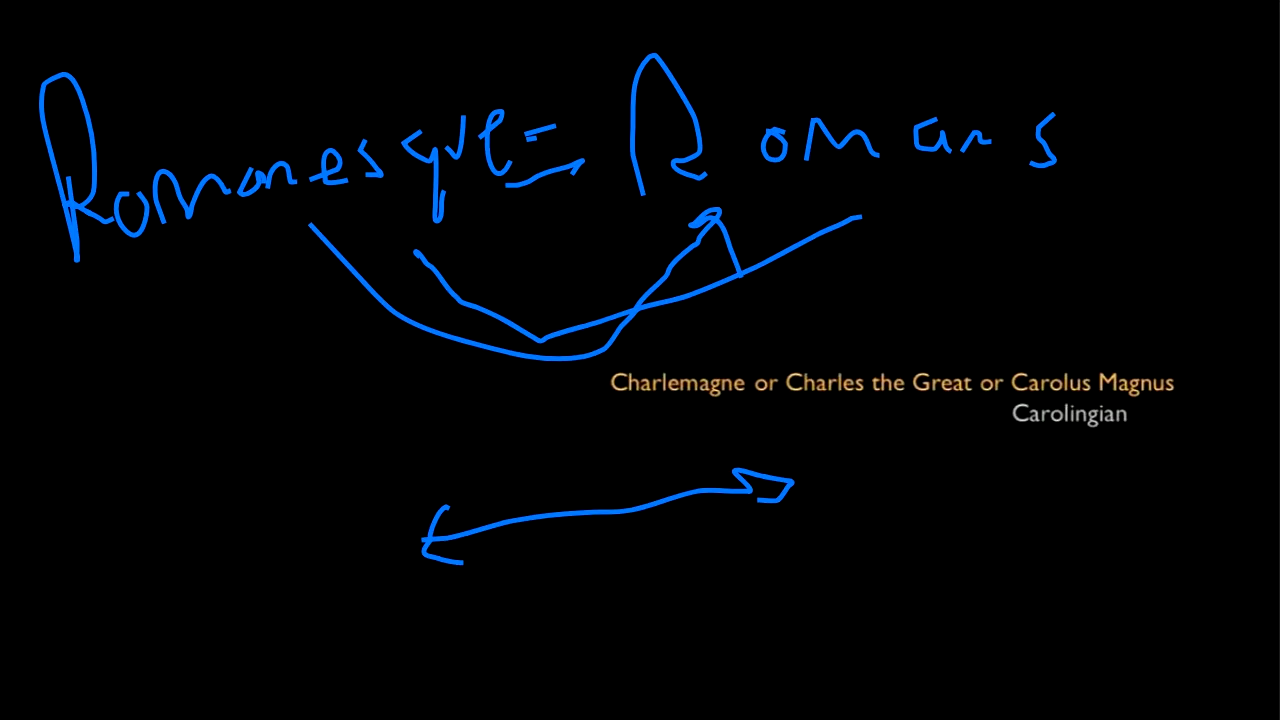 Romanesque = Romans
Charlemagne or Charles the Great or Carolus Magnus
Carolingian